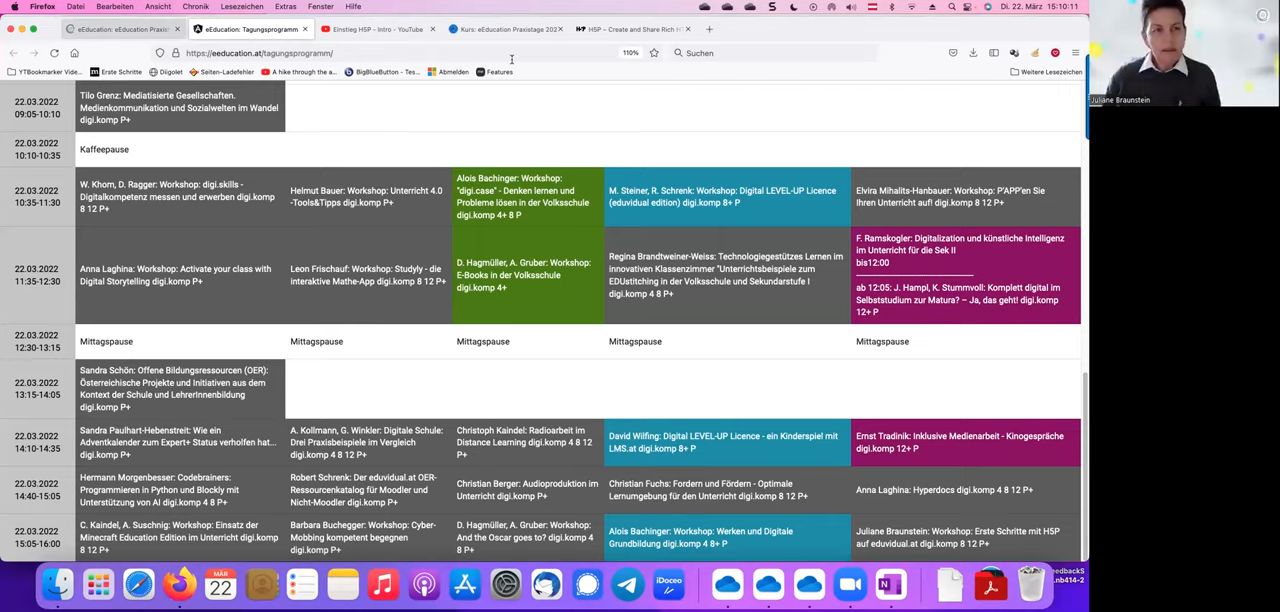 Firefox Datei Bearbeiten Ansicht Chronik Lesezeichen Extras Fenster Hilfe
Di. 22. März 15:10:11
eEducation: eEducation Praxist
eEducation: Tagungsprogramm
Einstieg H5P - Intro - YouTube
Kurs: eEducation Praxistage 202
H5P – Create and Share Rich H
https://eeducation.at/tagungsprogramm/
110%
Suchen
YTBookmarker Vide...
Erste Schritte
Diigolet
Seiten-Ladefehler
A hike through the a...
BigBlueButton - Tes...
Abmelden
Features
Weitere Lesezeichen
Juliane Braunstein
22.03.2022
09:05-10:10
Tilo Grenz: Mediatisierte Gesellschaften.
Medienkommunikation und Sozialwelten im Wandel
digi.komp P+
22.03.2022
10:10-10:35
Kaffeepause
22.03.2022
10:35-11:30
W. Khom, D. Ragger: Workshop: digi.skills -
Digitalkompetenz messen und erwerben digi.komp
8 12 P+
Helmut Bauer: Workshop: Unterricht 4.0
-Tools&Tipps digi.komp P+
Alois Bachinger: Workshop:
"digi.case" - Denken lernen und
Probleme lösen in der Volksschule
digi.komp 4+ 8 P
M. Steiner, R. Schrenk: Workshop: Digital LEVEL-UP Licence
(eduvidual edition) digi.komp 8+ P
Elvira Mihalits-Hanbauer: Workshop: P'APP'en Sie
Ihren Unterricht auf! digi.komp 8 12 P+
22.03.2022
11:35-12:30
Anna Laghina: Workshop: Activate your class with
Digital Storytelling digi.komp P+
Leon Frischauf: Workshop: Studyly - die
interaktive Mathe-App digi.komp 8 12 P+
D. Hagmüller, A. Gruber: Workshop:
E-Books in der Volksschule
digi.komp 4+
Regina Brandtweiner-Weiss: Technologiegestützes Lernen im
innovativen Klassenzimmer "Unterrichtsbeispiele zum
EDUstitching in der Volksschule und Sekundarstufe I
digi.komp 4 8 P+
F. Ramskogler: Digitalization und künstliche Intelligenz
im Unterricht für die Sek II
bis12:00
ab 12:05: J. Hampl, K. Stummvoll: Komplett digital im
Selbststudium zur Matura? – Ja, das geht! digi.komp
12+ P
22.03.2022
12:30-13:15
Mittagspause
Mittagspause
Mittagspause
Mittagspause
Mittagspause
22.03.2022
13:15-14:05
Sandra Schön: Offene Bildungsressourcen (OER):
Österreichische Projekte und Initiativen aus dem
Kontext der Schule und LehrerInnenbildung
digi.komp P+
22.03.2022
14:10-14:35
Sandra Paulhart-Hebenstreit: Wie ein
Adventkalender zum Expert+ Status verholfen hat...
digi.komp P+
A. Kollmann, G. Winkler: Digitale Schule:
Drei Praxisbeispiele im Vergleich
digi.komp 4 8 12 P+
Christoph Kaindel: Radioarbeit im
Distance Learning digi.komp 4 8 12
P+
David Wilfing: Digital LEVEL-UP Licence - ein Kinderspiel mit
LMS.at digi.komp 8+ P
Ernst Tradinik: Inklusive Medienarbeit - Kinogespräche
digi.komp 12+ P
22.03.2022
14:40-15:05
Hermann Morgenbesser: Codebrainers:
Programmieren in Python und Blockly mit
Unterstützung von AI digi.komp 4 8 8+
Robert Schrenk: Der eduvidual.at OER-
Ressourcenkatalog für Moodler und
Nicht-Moodler digi.komp P+
Christian Berger: Audioproduktion im
Unterricht digi.komp P+
Christian Fuchs: Fordern und Fördern - Optimale
Lernumgebung für den Unterricht digi.komp 8 12 P+
Anna Laghina: Hyperdocs digi.komp 4 8 12 P+
22.03.2022
15:05-16:00
C. Kaindel, A. Suschnig: Workshop: Einsatz der
Minecraft Education Edition im Unterricht digi.komp
8 12 P+
Barbara Buchegger: Workshop: Cyber-
Mobbing kompetent begegnen
digi.komp P+
D. Hagmüller, A. Gruber: Workshop:
And the Oscar goes to? digi.komp 4
8 P+
Alois Bachinger: Workshop: Werken und Digitale
Grundbildung digi.komp 4 8+ P
Juliane Braunstein: Workshop: Erste Schritte mit H5P
auf eduvidual.at digi.komp 8 12 P+
MÄR
22
iDoceo